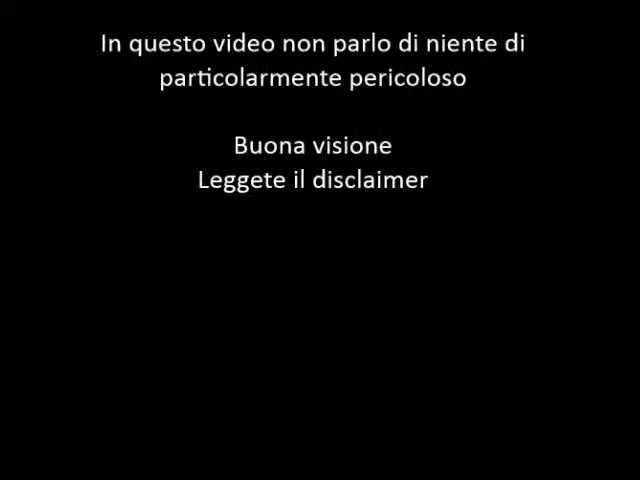 In questo video non parlo di niente di
particolarmente pericoloso
Buona visione
Leggete il disclaimer